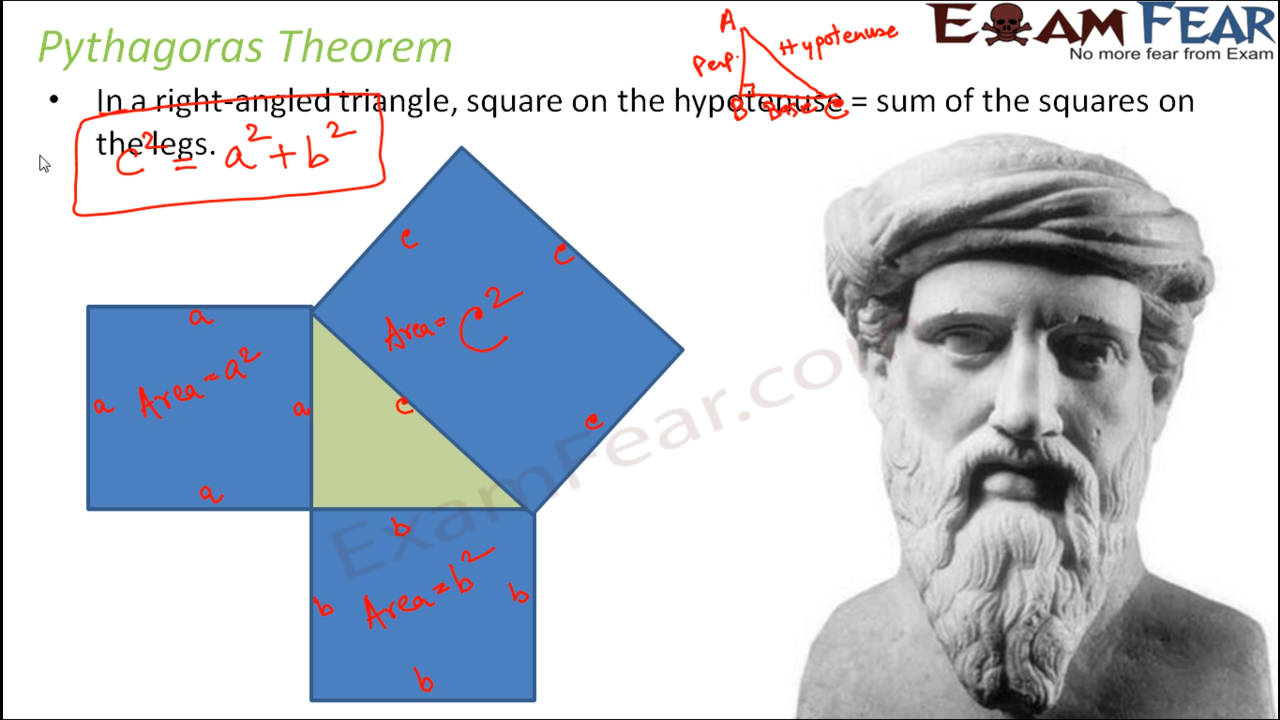 Pythagoras Theorem
EXAMFEAR
No more fear from Exam
A
Hypotenuse
Perp.
B
Base
C
• In a right-angled triangle, square on the hypotenuse = sum of the squares on
the legs.
c² = a² + b²
c
c
Area = c²
a
Area = a²
a
a
c
c
a
b
Area = b²
b
b
b
ExamFear.com